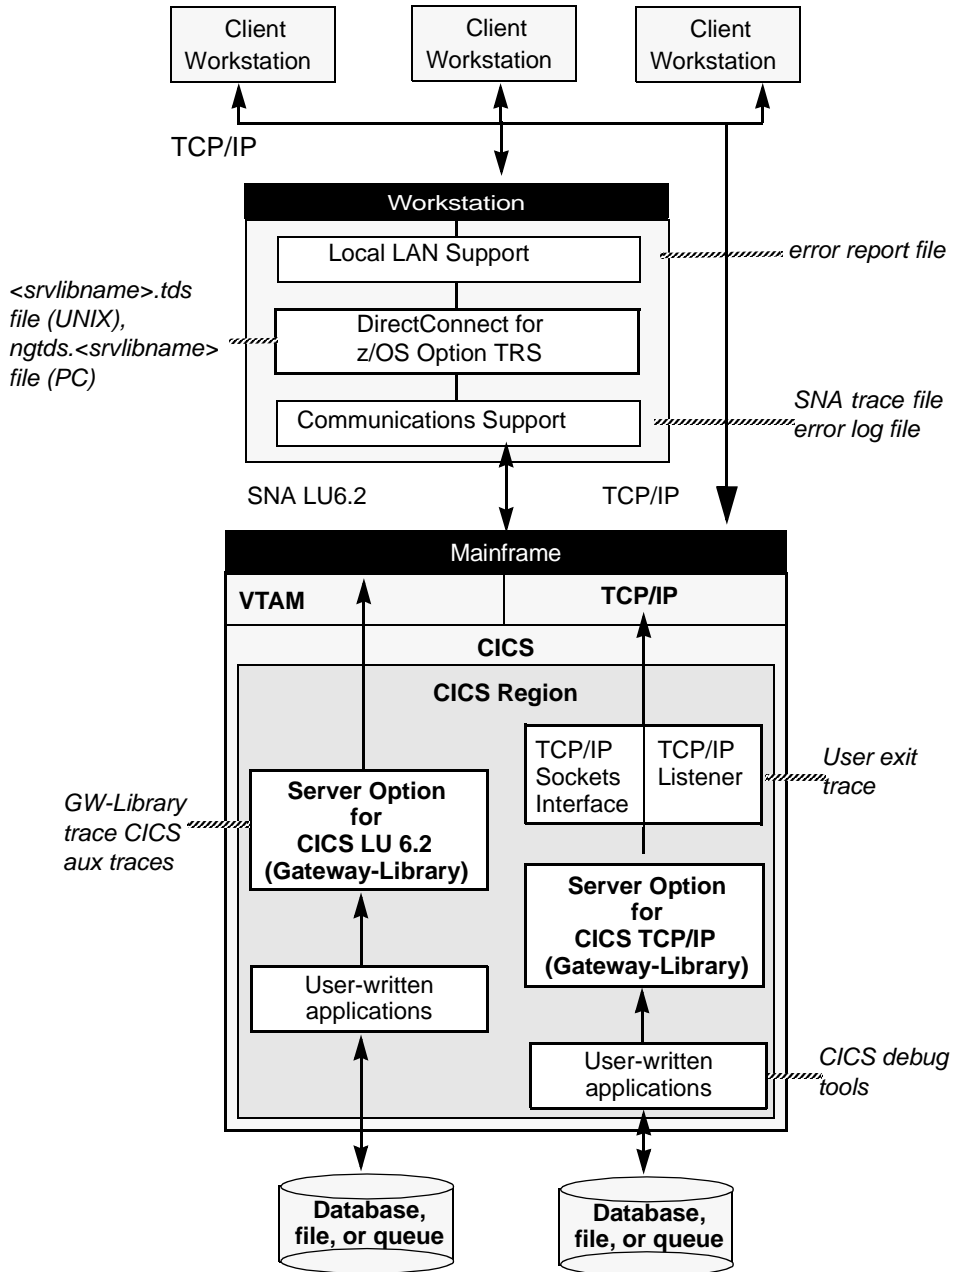 Client
Workstation
Client
Workstation
Client
Workstation
TCP/IP
Workstation
Local LAN Support
error report file
<srvlibname>.tds
file (UNIX),
ngtds.<srvlibname>
file (PC)
DirectConnect for
z/OS Option TRS
Communications Support
SNA trace file
error log file
SNA LU6.2
TCP/IP
Mainframe
VTAM
TCP/IP
CICS
CICS Region
TCP/IP
Sockets
Interface
TCP/IP
Listener
User exit
trace
GW-Library
trace CICS
aux traces
Server Option
for
CICS LU 6.2
(Gateway-Library)
Server Option
for
CICS TCP/IP
(Gateway-Library)
User-written
applications
User-written
applications
CICS debug
tools
Database,
file, or queue
Database,
file, or queue